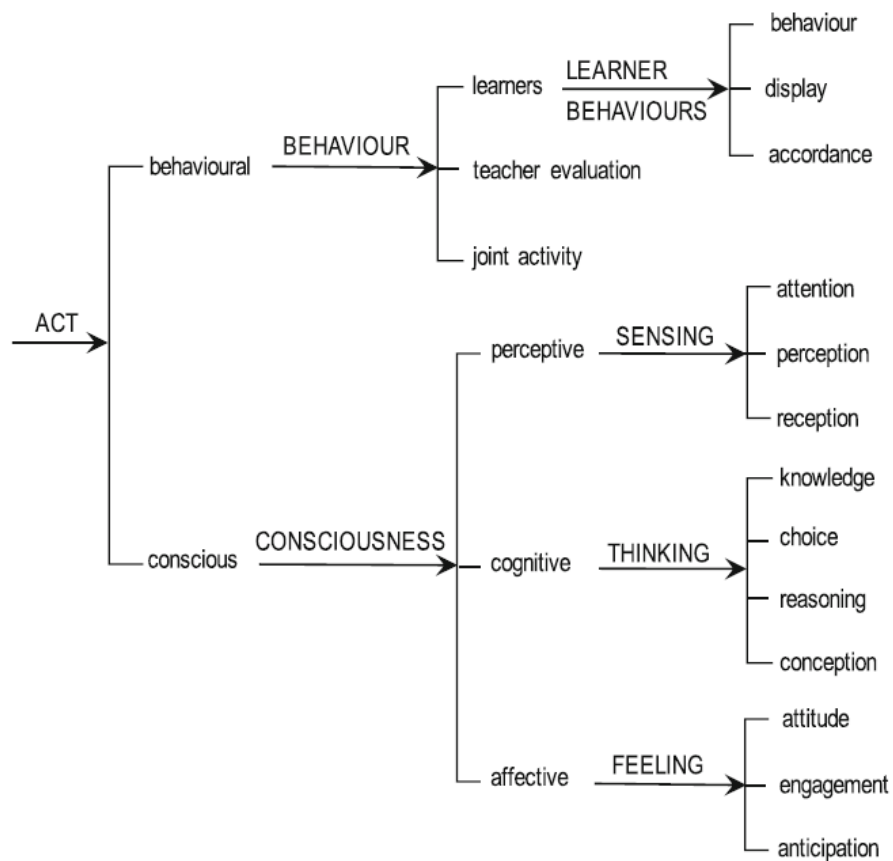 behaviour
learners
LEARNER
BEHAVIOURS
display
accordance
behavioural
BEHAVIOUR
teacher evaluation
joint activity
ACT
attention
perceptive
SENSING
perception
reception
conscious
CONSCIOUSNESS
cognitive
THINKING
knowledge
choice
reasoning
conception
affective
FEELING
attitude
engagement
anticipation